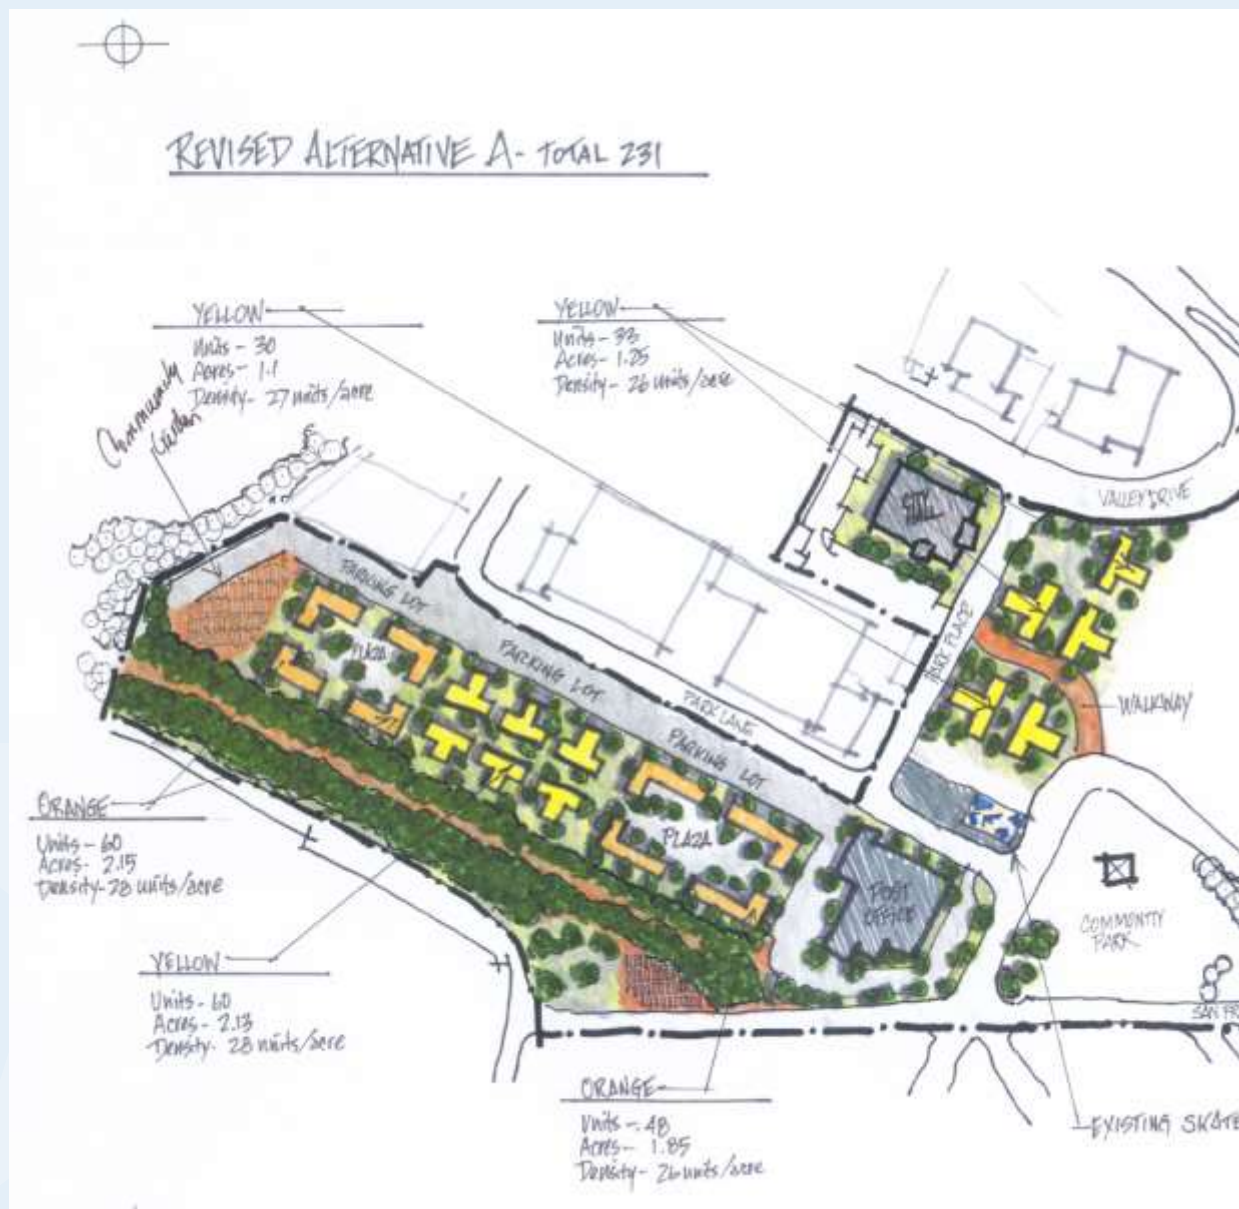 REVISED ALTERNATIVE A - TOTAL 231
YELLOW
Units - 30
Acres - 1.1
Density - 27 units/acre
YELLOW
Units - 33
Acres - 1.25
Density - 26 units/acre
Community
Garden
VALLEY DRIVE
CITY
HALL
PARK PLACE
PARKING LOT
PARKING LOT
PARK LANE
PARKING LOT
PLAZA
PLAZA
WALKWAY
POST
OFFICE
COMMUNITY
PARK
SAN FR
ORANGE
Units - 60
Acres - 2.15
Density - 28 units/acre
YELLOW
Units - 60
Acres - 2.13
Density - 28 units/acre
ORANGE
Units - 48
Acres - 1.85
Density - 26 units/acre
EXISTING SKATE